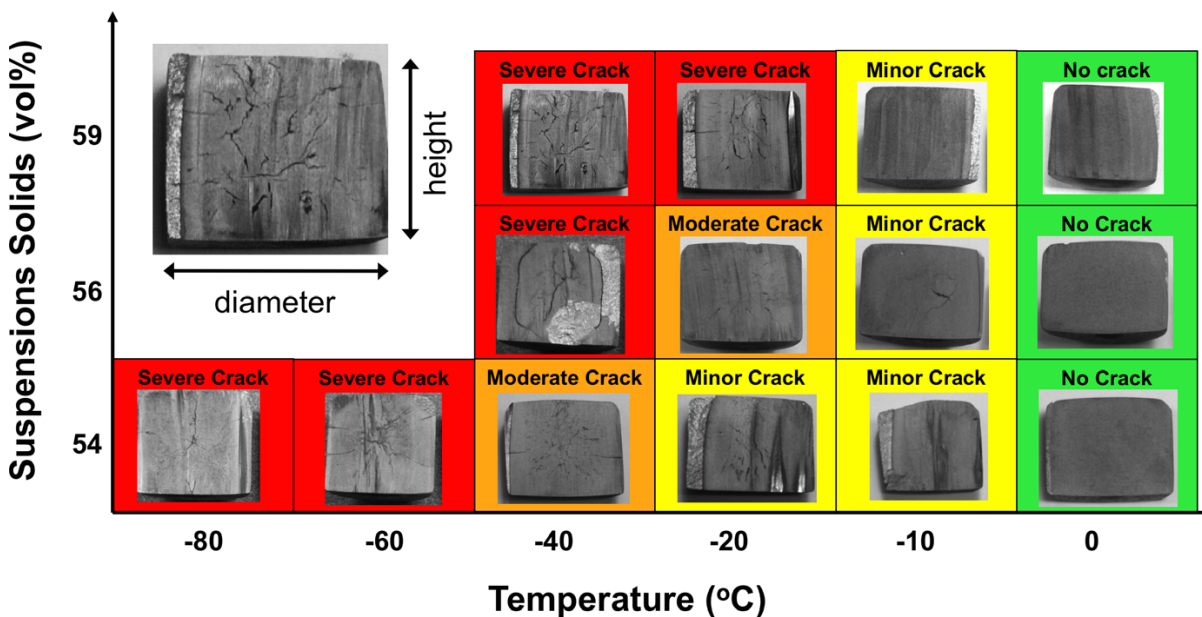 Suspensions Solids (vol%)
59
56
54
height
diameter
Severe Crack
Severe Crack
Minor Crack
No crack
Severe Crack
Moderate Crack
Minor Crack
No Crack
Severe Crack
Severe Crack
Moderate Crack
Minor Crack
Minor Crack
No Crack
-80
-60
-40
-20
-10
0
Temperature (ºC)